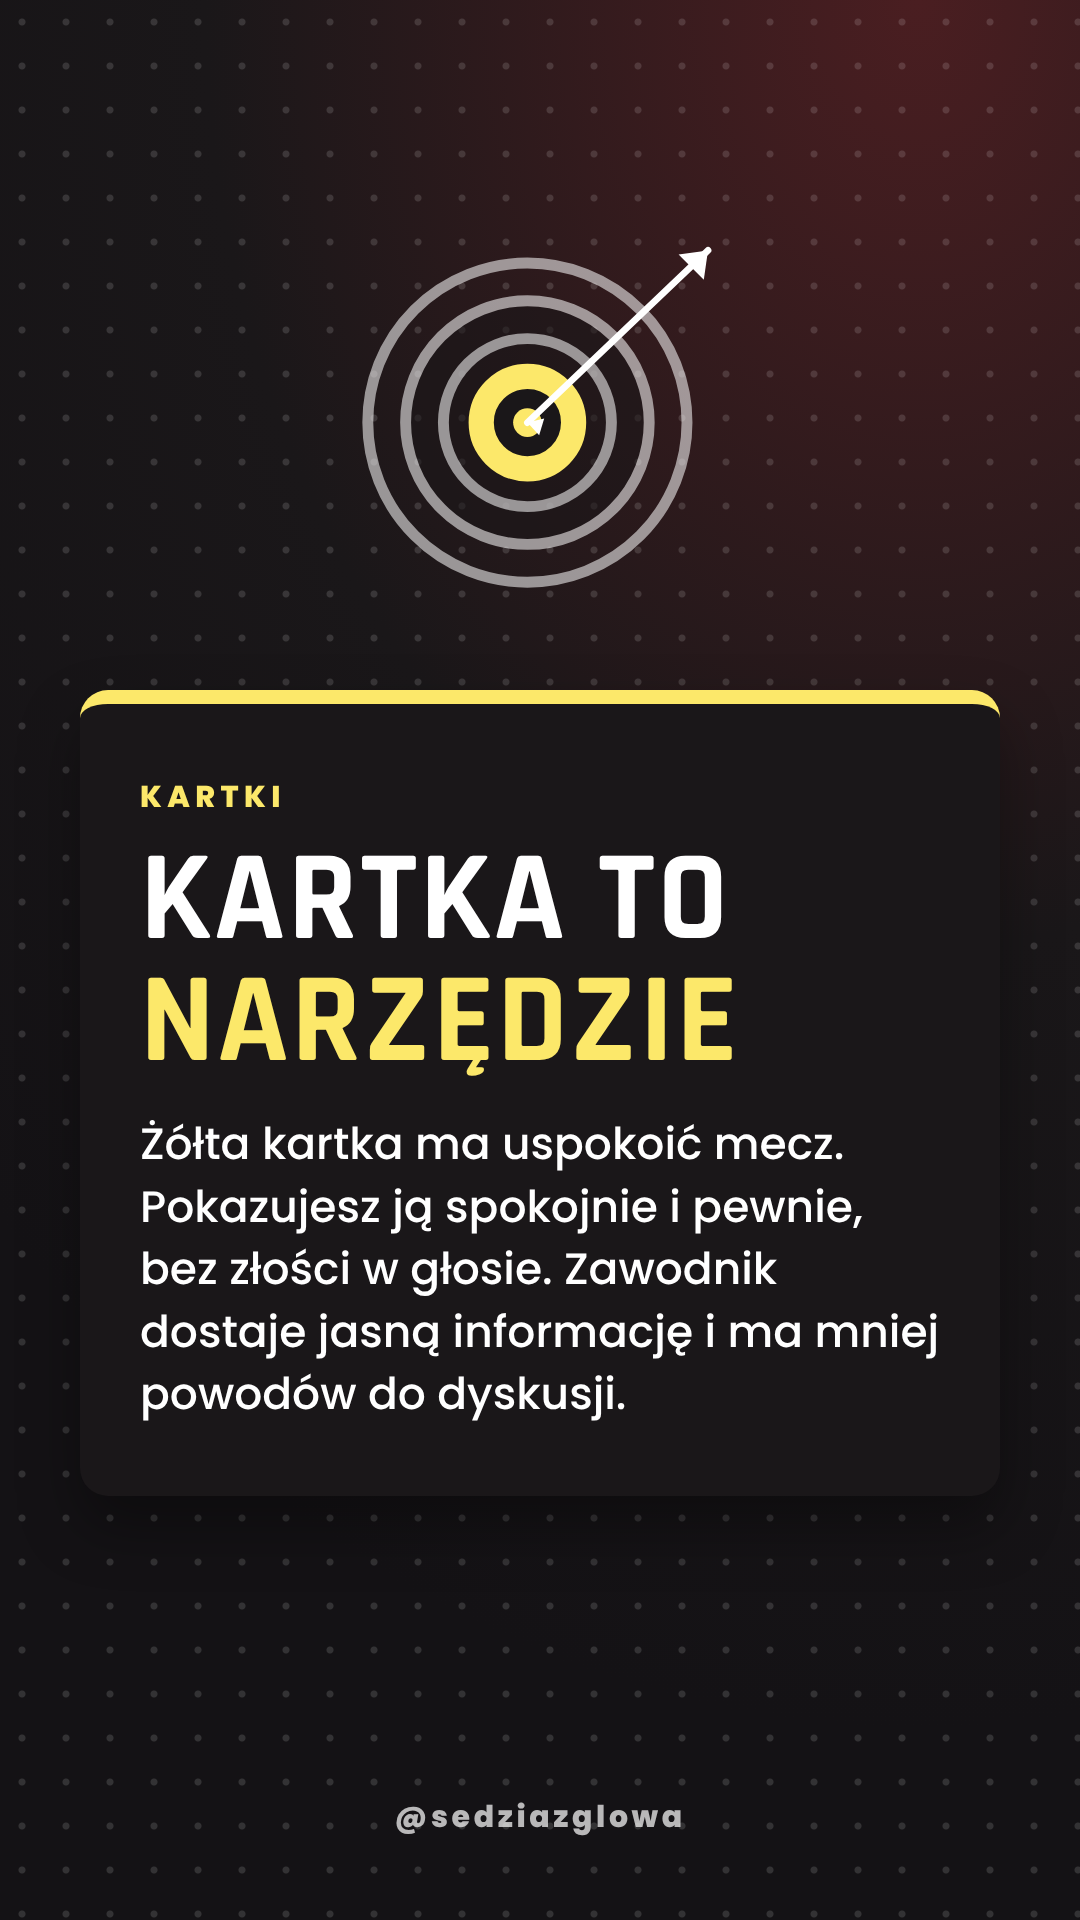 KARTKI
KARTKA TO
NARZĘDZIE
Żółta kartka ma uspokoić mecz.
Pokazujesz ją spokojnie i pewnie,
bez złości w głosie. Zawodnik
dostaje jasną informację i ma mniej
powodów do dyskusji.
@sedziazglowa